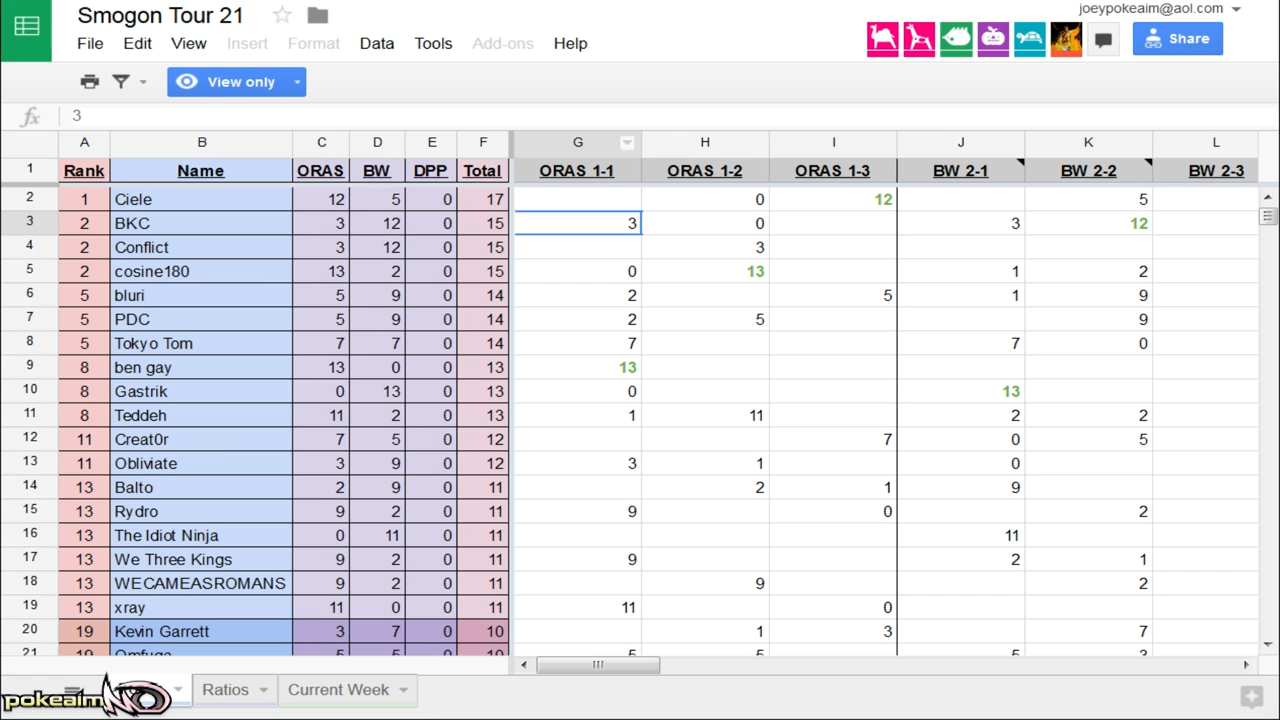 Smogon Tour 21
joeypokeaim@aol.com
File Edit View Insert Format Data Tools Add-ons Help
Share
View only
fx 3
A B C D E F G H I J K L
1 Rank Name ORAS BW DPP Total ORAS 1-1 ORAS 1-2 ORAS 1-3 BW 2-1 BW 2-2 BW 2-3
2 1 Ciele 12 5 0 17 0 12 5
3 2 BKC 3 12 0 15 3 0 3 12
4 2 Conflict 3 12 0 15 3
5 2 cosine180 13 2 0 15 0 13 1 2
6 5 bluri 5 9 0 14 2 5 1 9
7 5 PDC 5 9 0 14 2 5 9
8 5 Tokyo Tom 7 7 0 14 7 7 0
9 8 ben gay 13 0 0 13 13
10 8 Gastrik 0 13 0 13 0 13
11 8 Teddeh 11 2 0 13 1 11 2 2
12 11 Creat0r 7 5 0 12 7 0 5
13 11 Obliviate 3 9 0 12 3 1 0
14 13 Balto 2 9 0 11 2 1 9
15 13 Rydro 9 2 0 11 9 0 2
16 13 The Idiot Ninja 0 11 0 11 11
17 13 We Three Kings 9 2 0 11 9 2 1
18 13 WECAMEASROMANS 9 2 0 11 9 2
19 13 xray 11 0 0 11 11 0
20 19 Kevin Garrett 3 7 0 10 1 3 7
21 19 Omfuga 5 5 0 10 5 5 5 3
pokeaimMD Ratios Current Week